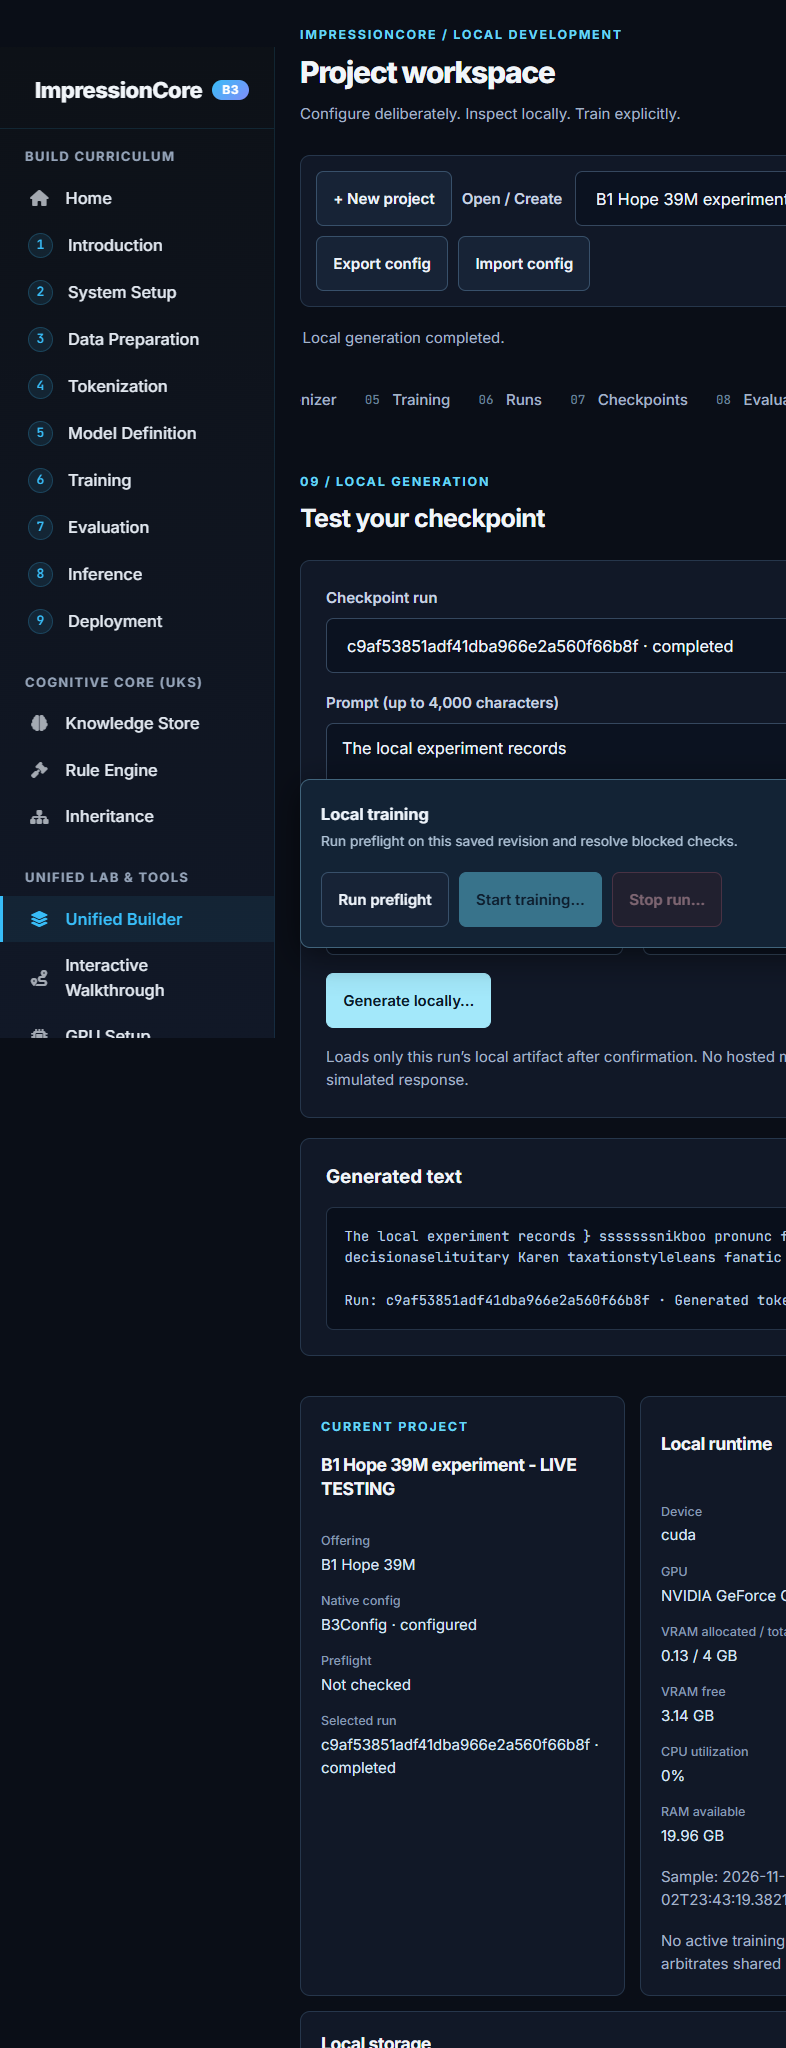 ImpressionCore B3
BUILD CURRICULUM
Home
1 Introduction
2 System Setup
3 Data Preparation
4 Tokenization
5 Model Definition
6 Training
7 Evaluation
8 Inference
9 Deployment
COGNITIVE CORE (UKS)
Knowledge Store
Rule Engine
Inheritance
UNIFIED LAB & TOOLS
Unified Builder
Interactive
Walkthrough
GPU Setup
IMPRESSIONCORE / LOCAL DEVELOPMENT
Project workspace
Configure deliberately. Inspect locally. Train explicitly.
+ New project Open / Create B1 Hope 39M experiment
Export config Import config
Local generation completed.
nizer 05 Training 06 Runs 07 Checkpoints 08 Evalua
09 / LOCAL GENERATION
Test your checkpoint
Checkpoint run
c9af53851adf41dba966e2a560f66b8f · completed
Prompt (up to 4,000 characters)
The local experiment records
Local training
Run preflight on this saved revision and resolve blocked checks.
Run preflight Start training... Stop run...
Generate locally...
Loads only this run's local artifact after confirmation. No hosted
simulated response.
Generated text
The local experiment records } sssssssnikboo pronunc
decisionaselituitary Karen taxationstyleleans fanatic
Run: c9af53851adf41dba966e2a560f66b8f · Generated toke
CURRENT PROJECT
B1 Hope 39M experiment - LIVE
TESTING
Offering
B1 Hope 39M
Native config
B3Config · configured
Preflight
Not checked
Selected run
c9af53851adf41dba966e2a560f66b8f ·
completed
Local runtime
Device
cuda
GPU
NVIDIA GeForce
VRAM allocated / tota
0.13 / 4 GB
VRAM free
3.14 GB
CPU utilization
0%
RAM available
19.96 GB
Sample: 2026-11-
02T23:43:19.3821
No active training
arbitrates shared
Local storage